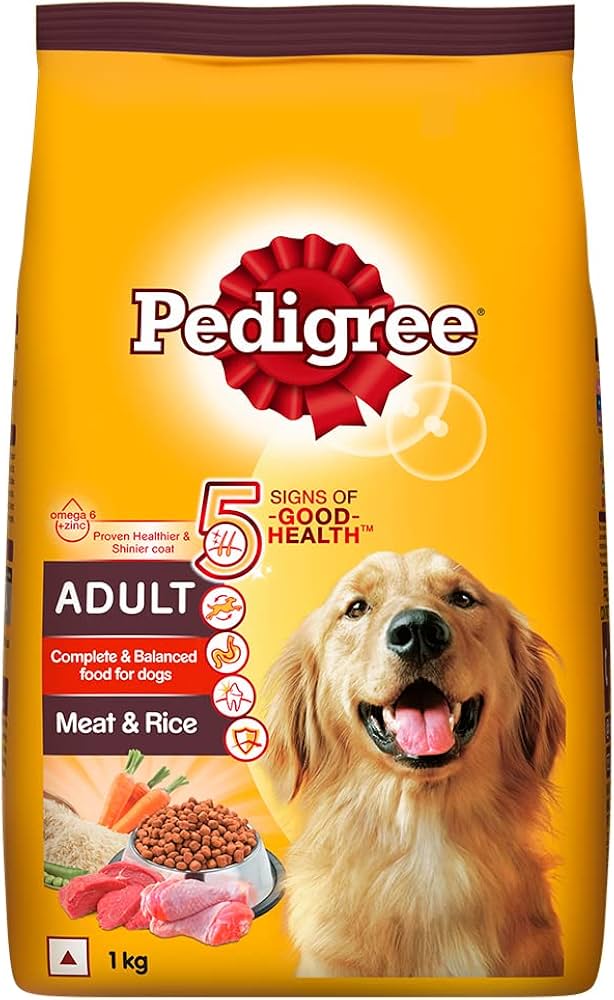 Pedigree®
5 SIGNS OF
-GOOD-
HEALTH™
omega 6
+zinc
Proven Healthier &
Shinier coat
ADULT
Complete & Balanced
food for dogs
Meat & Rice
1 kg